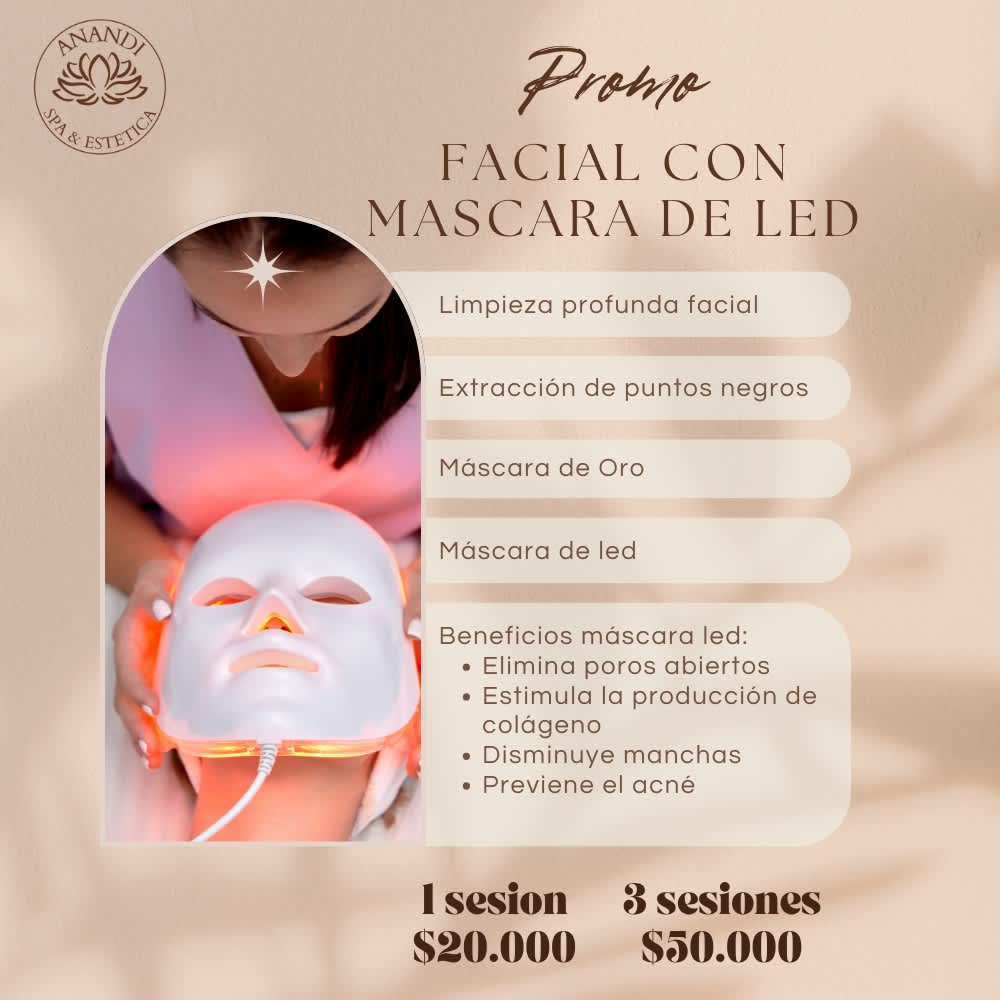 ANANDI
SPA & ESTETICA
Promo
FACIAL CON
MASCARA DE LED
Limpieza profunda facial
Extracción de puntos negros
Máscara de Oro
Máscara de led
Beneficios máscara led:
• Elimina poros abiertos
• Estimula la producción de
colágeno
• Disminuye manchas
• Previene el acné
1 sesion
$20.000
3 sesiones
$50.000